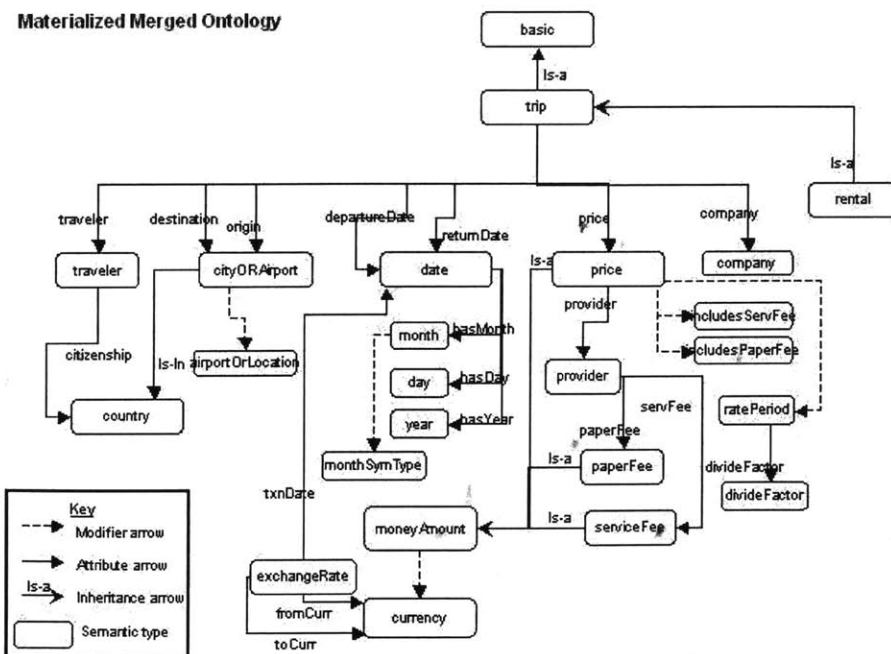 Materialized Merged Ontology
basic
Is-a
trip
Is-a
rental
traveler
destination
origin
departureDate
returnDate
price
company
traveler
cityORAirport
date
Is-a
price
company
provider
includesServFee
includesPaperFee
citizenship
Is-In
airportOrLocation
month
hasMonth
day
hasDay
year
hasYear
provider
servFee
ratePeriod
country
paperFee
monthSymType
Is-a
paperFee
divideFactor
divideFactor
txnDate
moneyAmount
Is-a
serviceFee
exchangeRate
fromCurr
currency
toCurr
Key
Modifier arrow
Attribute arrow
Is-a
Inheritance arrow
Semantic type